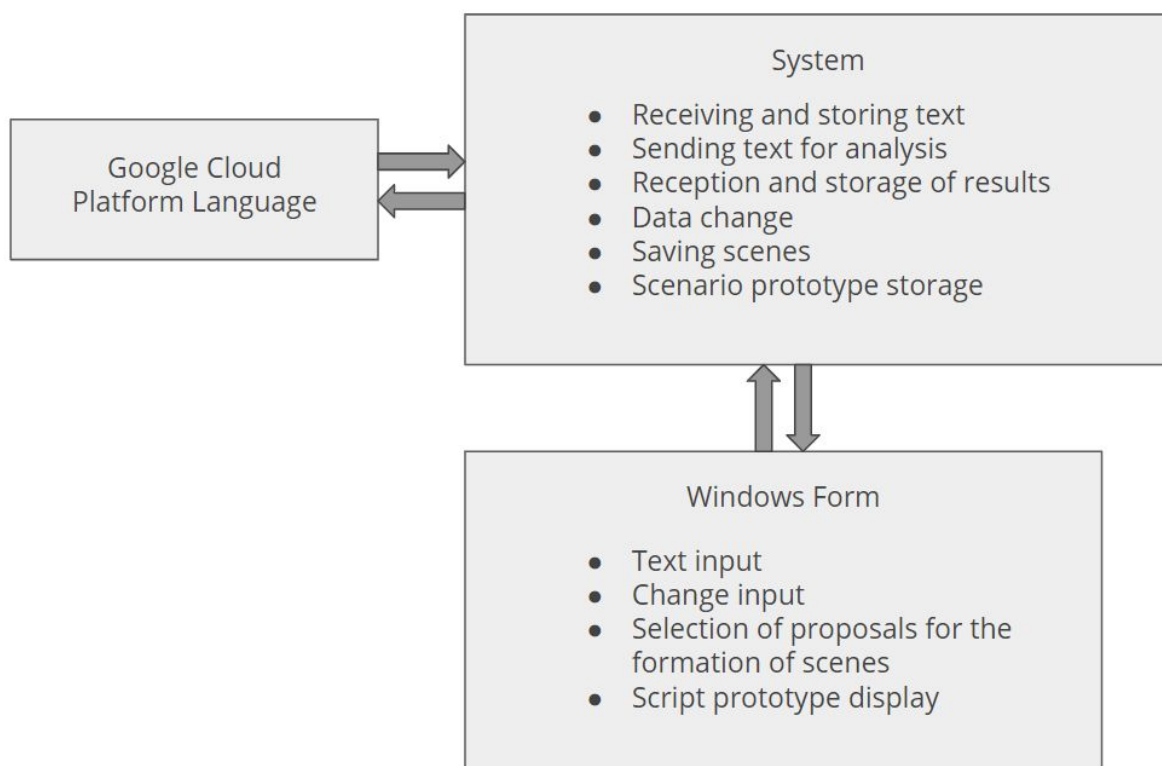 System
● Receiving and storing text
● Sending text for analysis
● Reception and storage of results
● Data change
● Saving scenes
● Scenario prototype storage
Google Cloud
Platform Language
Windows Form
● Text input
● Change input
● Selection of proposals for the
formation of scenes
● Script prototype display